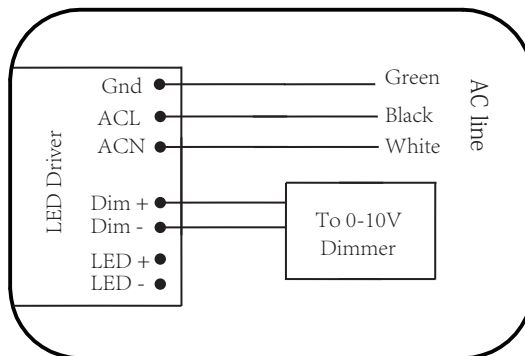 LED Driver
Gnd
Green
ACL
Black
ACN
White
AC line
Dim +
Dim -
To 0-10V
Dimmer
LED +
LED -